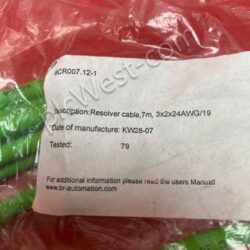 8CR007.12-1
Description:Resolver cable,7m, 3x2x24AWG/19
Date of manufacture: KW28-07
Tested: 79
For additional information please read the users Manual!
www.br-automation.com